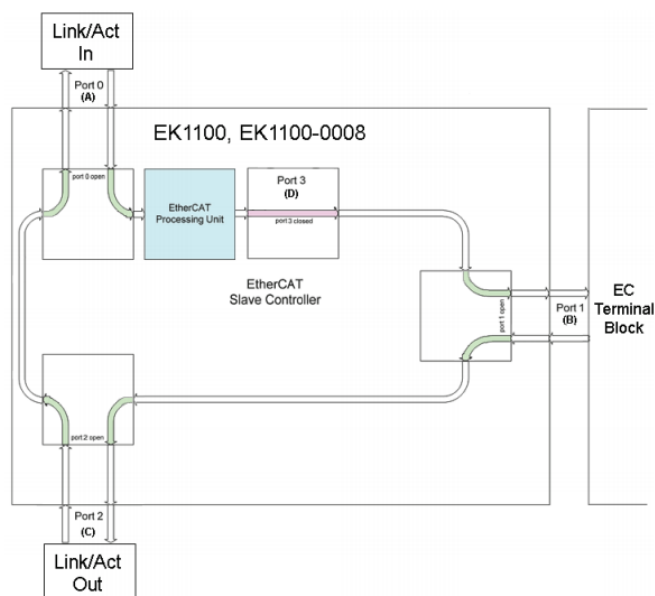 Link/Act
In
Port 0
(A)
EK1100, EK1100-0008
port 0 open
EtherCAT
Processing Unit
Port 3
(D)
port 3 closed
EtherCAT
Slave Controller
port 1 open
Port 1
(B)
EC
Terminal
Block
port 2 open
Port 2
(C)
Link/Act
Out